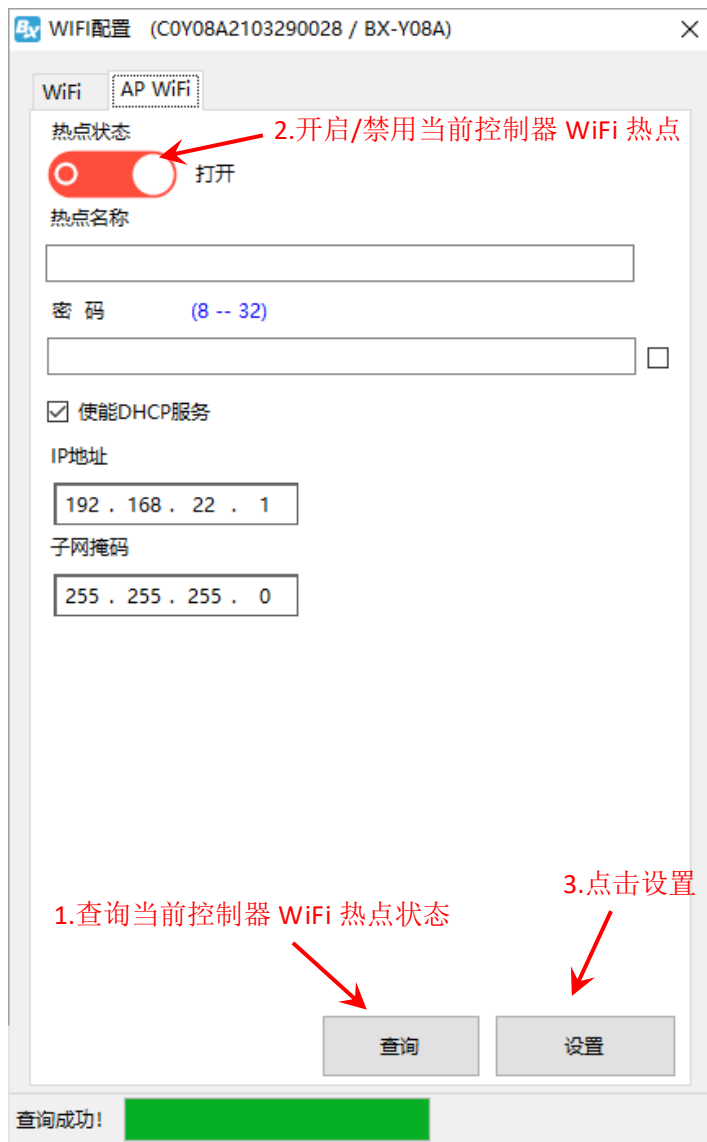 BX WIFI配置 (C0Y08A2103290028 / BX-Y08A)
WiFi AP WiFi
热点状态
2.开启/禁用当前控制器 WiFi 热点
打开
热点名称
密 码 (8 -- 32)
使能DHCP服务
IP地址
192 . 168 . 22 . 1
子网掩码
255 . 255 . 255 . 0
3.点击设置
1.查询当前控制器 WiFi 热点状态
查询 设置
查询成功!